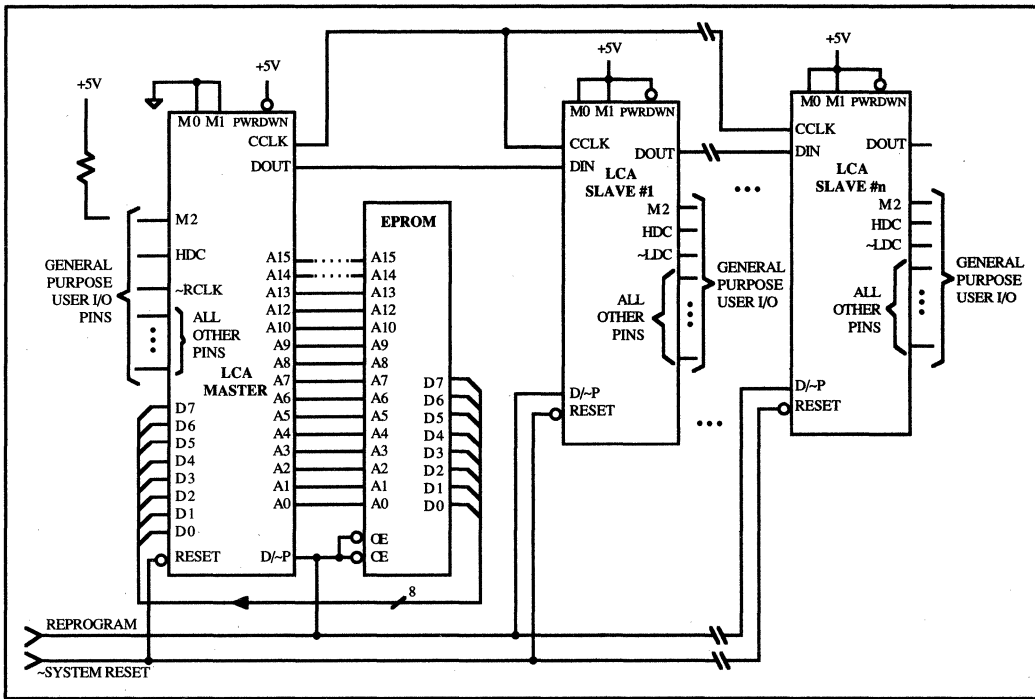 +5V
+5V
+5V
+5V
M0 M1 PWRDWN
CCLK
DOUT
M2
HDC
~RCLK
GENERAL
PURPOSE
USER I/O
PINS
ALL
OTHER
PINS
LCA
MASTER
A15
A14
A13
A12
A10
A9
A8
A7
A6
A5
A4
A3
A2
A1
A0
D7
D6
D5
D4
D3
D2
D1
D0
RESET
D/~P
EPROM
A15
A14
A13
A12
A10
A9
A8
A7
A6
A5
A4
A3
A2
A1
A0
D7
D6
D5
D4
D3
D2
D1
D0
OE
CE
8
M0 M1 PWRDWN
CCLK
DIN
DOUT
LCA
SLAVE #1
M2
HDC
~LDC
ALL
OTHER
PINS
GENERAL
PURPOSE
USER I/O
D/~P
RESET
M0 M1 PWRDWN
CCLK
DIN
DOUT
LCA
SLAVE #n
M2
HDC
~LDC
ALL
OTHER
PINS
GENERAL
PURPOSE
USER I/O
D/~P
RESET
REPROGRAM
~SYSTEM RESET